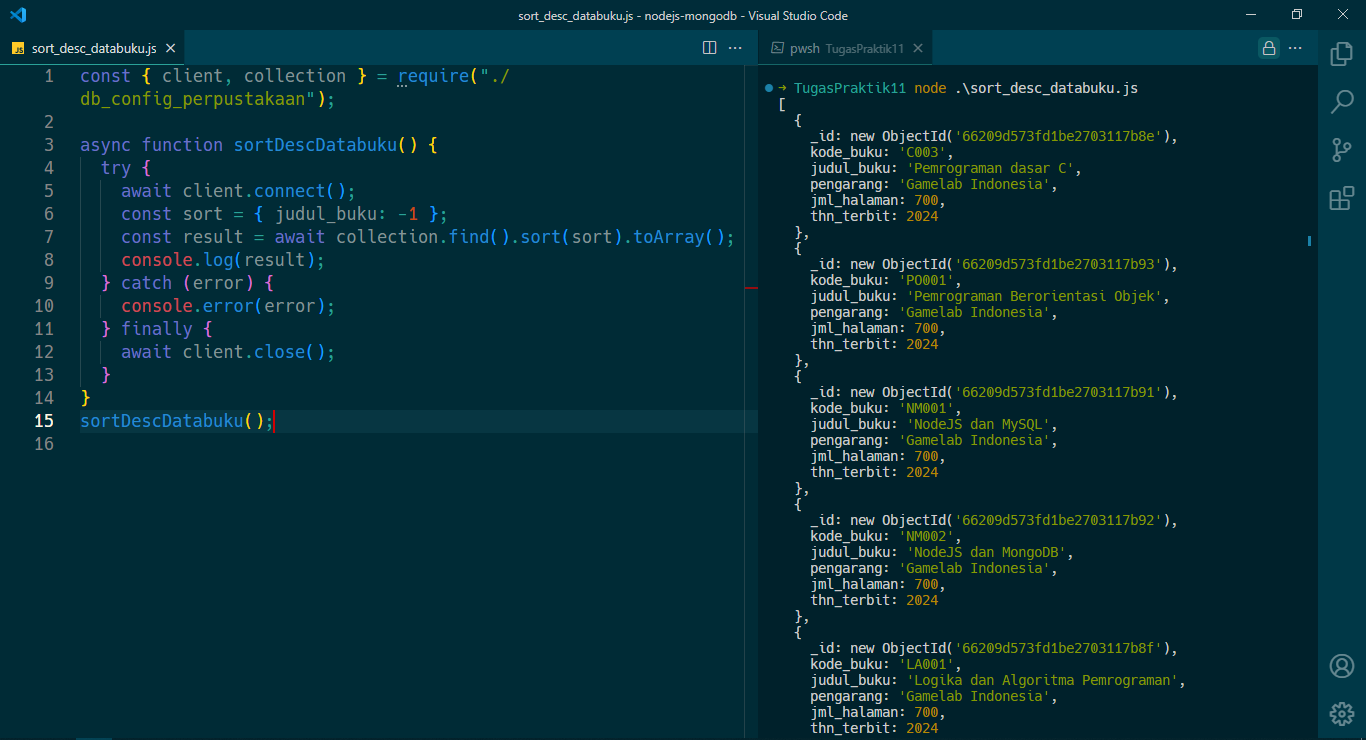 sort_desc_databuku.js - nodejs-mongodb - Visual Studio Code
JS sort_desc_databuku.js
1 const { client, collection } = require("./
db_config_perpustakaan");
2
3 async function sortDescDatabuku() {
4 try {
5 await client.connect();
6 const sort = { judul_buku: -1 };
7 const result = await collection.find().sort(sort).toArray();
8 console.log(result);
9 } catch (error) {
10 console.error(error);
11 } finally {
12 await client.close();
13 }
14 }
15 sortDescDatabuku();
16
pwsh TugasPraktik11
→ TugasPraktik11 node .\sort_desc_databuku.js
[
{
_id: new ObjectId('66209d573fd1be2703117b8e'),
kode_buku: 'C003',
judul_buku: 'Pemrograman dasar C',
pengarang: 'Gamelab Indonesia',
jml_halaman: 700,
thn_terbit: 2024
},
{
_id: new ObjectId('66209d573fd1be2703117b93'),
kode_buku: 'PO001',
judul_buku: 'Pemrograman Berorientasi Objek',
pengarang: 'Gamelab Indonesia',
jml_halaman: 700,
thn_terbit: 2024
},
{
_id: new ObjectId('66209d573fd1be2703117b91'),
kode_buku: 'NM001',
judul_buku: 'NodeJS dan MySQL',
pengarang: 'Gamelab Indonesia',
jml_halaman: 700,
thn_terbit: 2024
},
{
_id: new ObjectId('66209d573fd1be2703117b92'),
kode_buku: 'NM002',
judul_buku: 'NodeJS dan MongoDB',
pengarang: 'Gamelab Indonesia',
jml_halaman: 700,
thn_terbit: 2024
},
{
_id: new ObjectId('66209d573fd1be2703117b8f'),
kode_buku: 'LA001',
judul_buku: 'Logika dan Algoritma Pemrograman',
pengarang: 'Gamelab Indonesia',
jml_halaman: 700,
thn_terbit: 2024